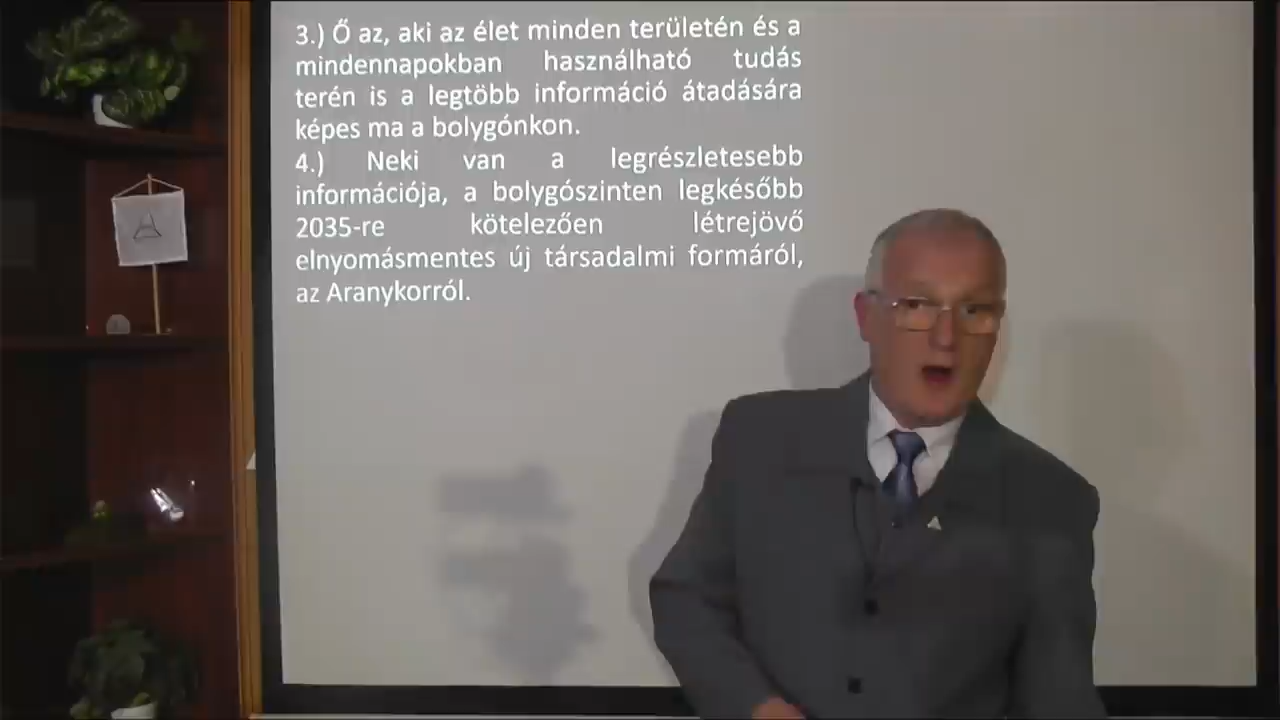 3.) Ő az, aki az élet minden területén és a
mindennapokban használható tudás
terén is a legtöbb információ átadására
képes ma a bolygónkon.
4.) Neki van a legrészletesebb
információja, a bolygószinten legkésőbb
2035-re kötelezően létrejövő
elnyomásmentes új társadalmi formáról,
az Aranykorról.